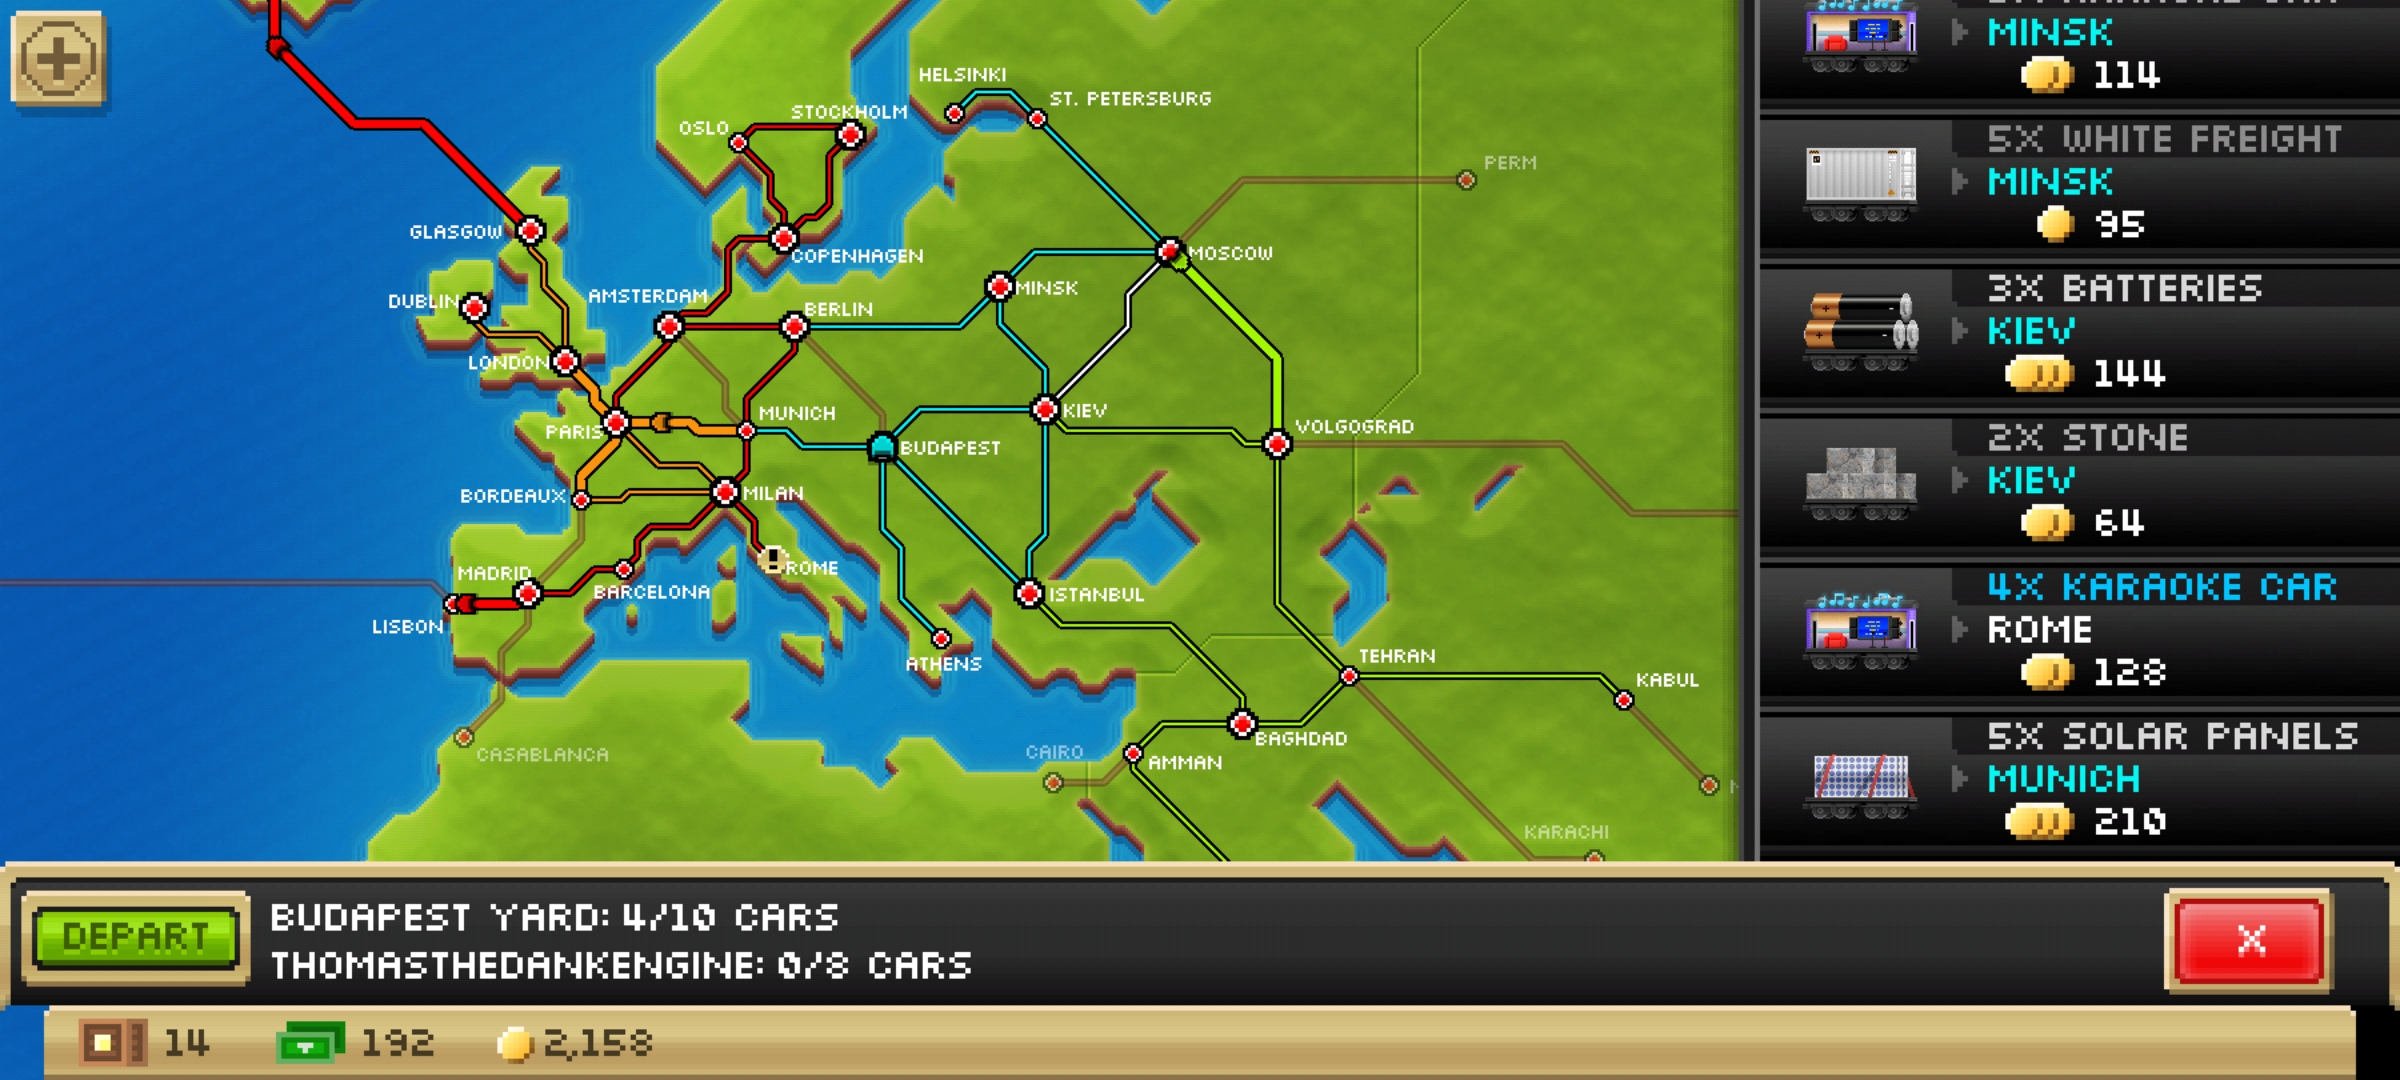 HELSINKI
ST. PETERSBURG
STOCKHOLM
OSLO
PERM
GLASGOW
MOSCOW
COPENHAGEN
MINSK
DUBLIN
AMSTERDAM
BERLIN
LONDON
MUNICH
KIEV
VOLGOGRAD
PARIS
BUDAPEST
BORDEAUX
MILAN
ROME
MADRID
BARCELONA
ISTANBUL
LISBON
ATHENS
TEHRAN
KABUL
CASABLANCA
CAIRO
BAGHDAD
AMMAN
KARACHI
MINSK
114
5X WHITE FREIGHT
MINSK
95
3X BATTERIES
KIEV
144
2X STONE
KIEV
64
4X KARAOKE CAR
ROME
128
5X SOLAR PANELS
MUNICH
210
DEPART
BUDAPEST YARD: 4/10 CARS
THOMASTHEDANKENGINE: 0/8 CARS
X
14
192
2,158